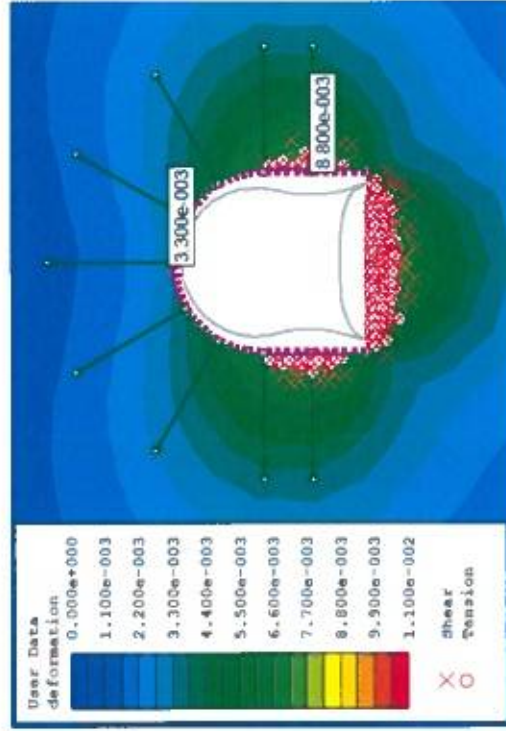 User Data
deformation
0.000e+000
1.100e-003
2.200e-003
3.300e-003
4.400e-003
5.500e-003
6.600e-003
7.700e-003
8.800e-003
9.900e-003
1.100e-002
Shear
Tension
3.300e-003
8.800e-003